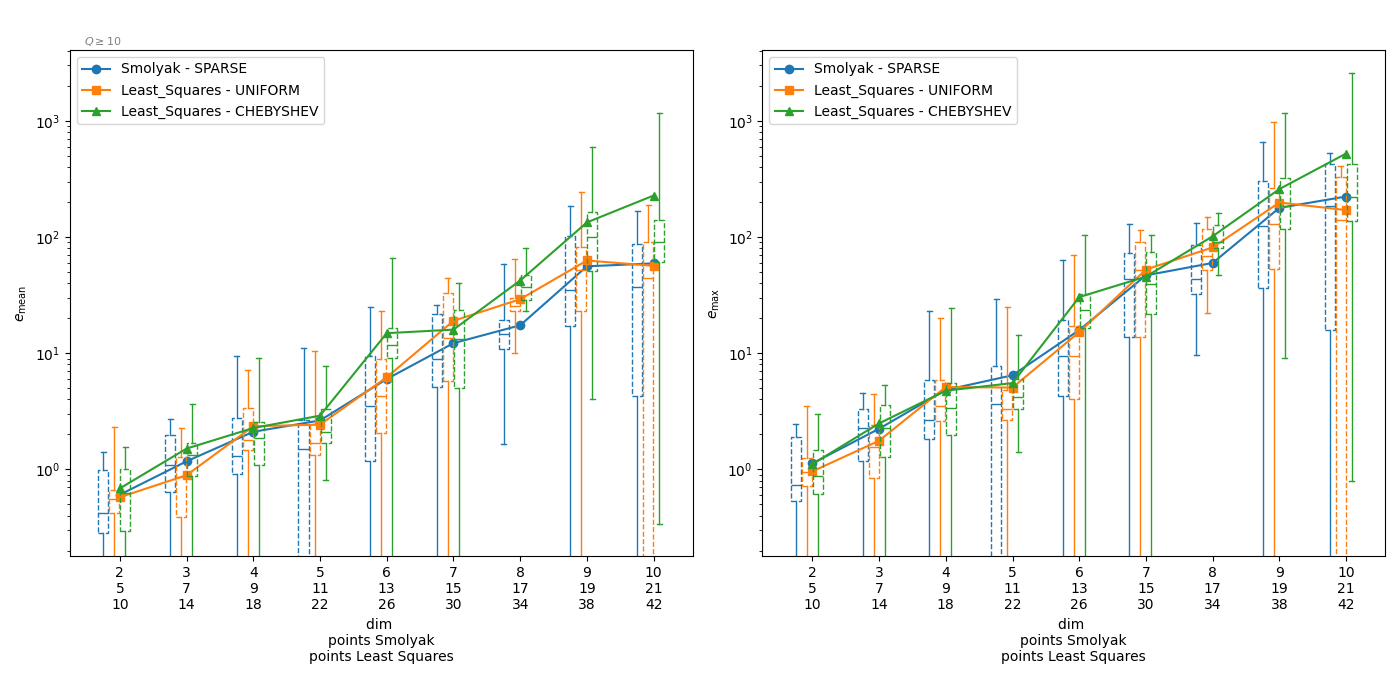 Q ≥ 10
Smolyak - SPARSE
Least_Squares - UNIFORM
Least_Squares - CHEBYSHEV
10³
10²
10¹
10⁰
e_mean
2 3 4 5 6 7 8 9 10
5 7 9 11 13 15 17 19 21
10 14 18 22 26 30 34 38 42
dim
points Smolyak
points Least Squares
Smolyak - SPARSE
Least_Squares - UNIFORM
Least_Squares - CHEBYSHEV
10³
10²
10¹
10⁰
e_max
2 3 4 5 6 7 8 9 10
5 7 9 11 13 15 17 19 21
10 14 18 22 26 30 34 38 42
dim
points Smolyak
points Least Squares